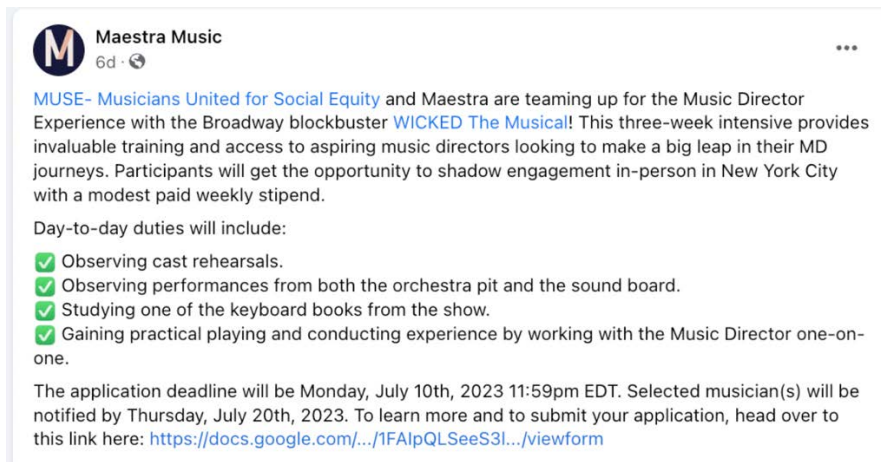 Maestra Music
6d ·
MUSE- Musicians United for Social Equity and Maestra are teaming up for the Music Director
Experience with the Broadway blockbuster WICKED The Musical! This three-week intensive provides
invaluable training and access to aspiring music directors looking to make a big leap in their MD
journeys. Participants will get the opportunity to shadow engagement in-person in New York City
with a modest paid weekly stipend.
Day-to-day duties will include:
✅ Observing cast rehearsals.
✅ Observing performances from both the orchestra pit and the sound board.
✅ Studying one of the keyboard books from the show.
✅ Gaining practical playing and conducting experience by working with the Music Director one-on-
one.
The application deadline will be Monday, July 10th, 2023 11:59pm EDT. Selected musician(s) will be
notified by Thursday, July 20th, 2023. To learn more and to submit your application, head over to
this link here: https://docs.google.com/.../1FAIpQLSeeS3l.../viewform